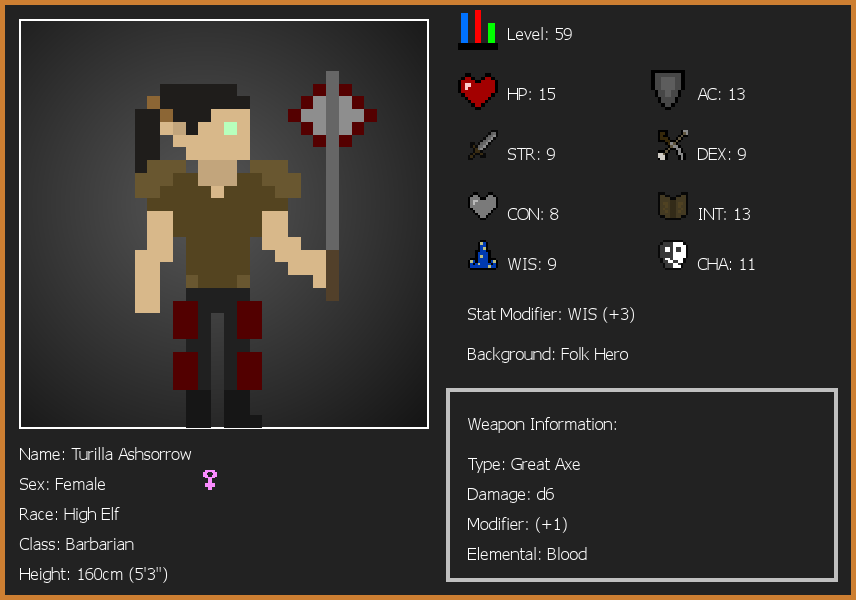 Level: 59
HP: 15
AC: 13
STR: 9
DEX: 9
CON: 8
INT: 13
WIS: 9
CHA: 11
Stat Modifier: WIS (+3)
Background: Folk Hero
Weapon Information:
Type: Great Axe
Damage: d6
Modifier: (+1)
Elemental: Blood
Name: Turilla Ashsorrow
Sex: Female
Race: High Elf
Class: Barbarian
Height: 160cm (5'3")